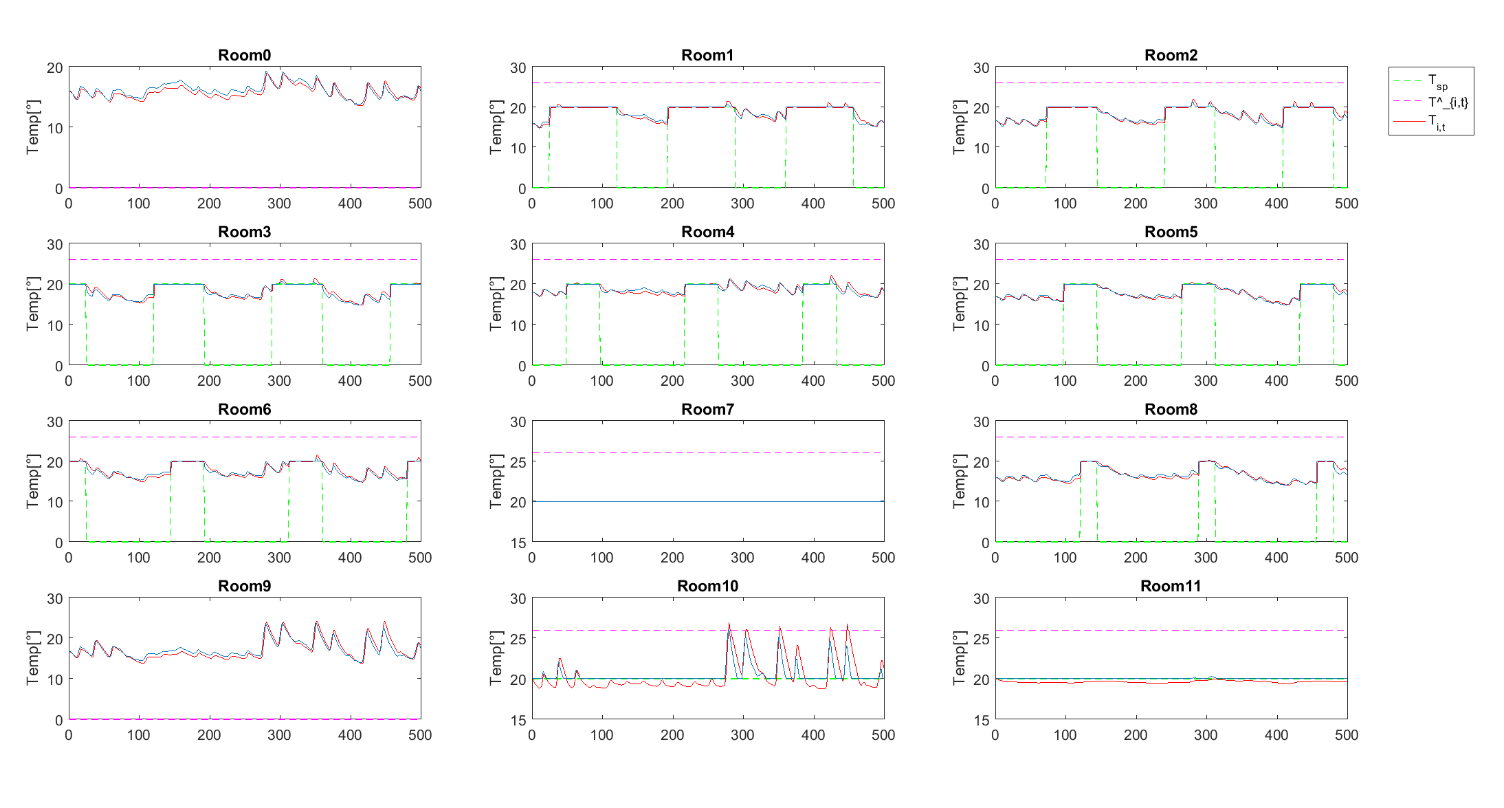 Room0 Room1 Room2
20 30 30
T_sp
T^_{i,t}
T_i,t
10 20 20
10 10
0 0 0
Temp[°] Temp[°] Temp[°]
0 100 200 300 400 500 0 100 200 300 400 500 0 100 200 300 400 500
Room3 Room4 Room5
30 30 30
20 20 20
10 10 10
0 0 0
Temp[°] Temp[°] Temp[°]
0 100 200 300 400 500 0 100 200 300 400 500 0 100 200 300 400 500
Room6 Room7 Room8
30 30 30
20 25 20
10 20 10
0 15 0
Temp[°] Temp[°] Temp[°]
0 100 200 300 400 500 0 100 200 300 400 500 0 100 200 300 400 500
Room9 Room10 Room11
30 30 30
20 25 25
10 20 20
0 15 15
Temp[°] Temp[°] Temp[°]
0 100 200 300 400 500 0 100 200 300 400 500 0 100 200 300 400 500